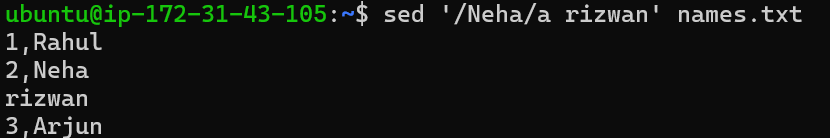 ubuntu@ip-172-31-43-105:~$ sed '/Neha/a rizwan' names.txt
1,Rahul
2,Neha
rizwan
3,Arjun